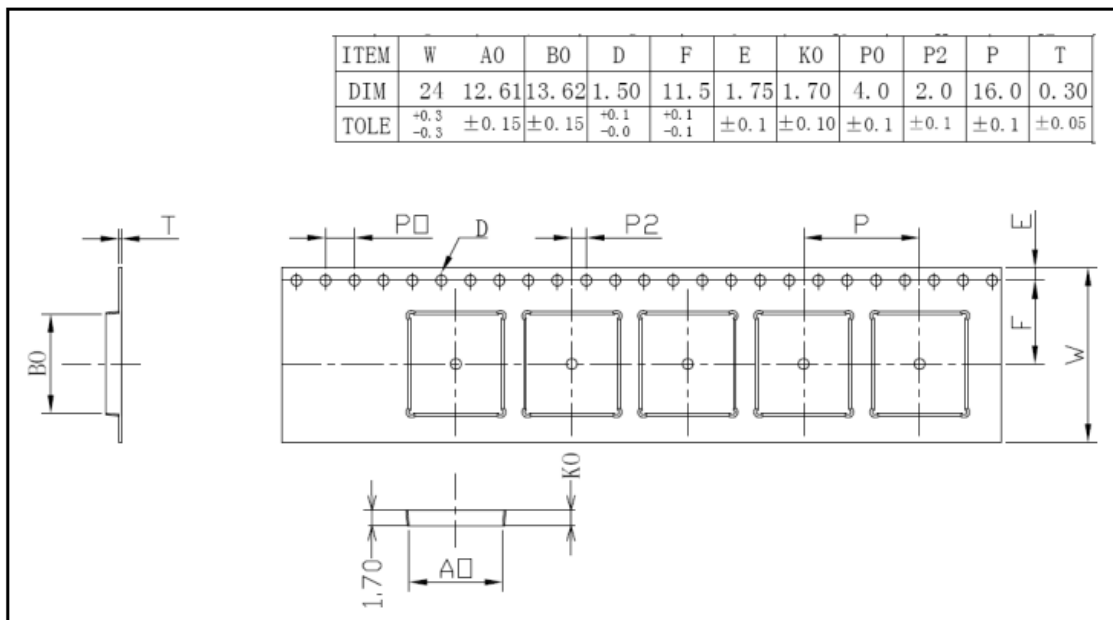 ITEM W A0 B0 D F E K0 P0 P2 P T
DIM 24 12.61 13.62 1.50 11.5 1.75 1.70 4.0 2.0 16.0 0.30
TOLE +0.3 -0.3 ±0.15 ±0.15 +0.1 -0.0 +0.1 -0.1 ±0.1 ±0.10 ±0.1 ±0.1 ±0.1 ±0.05
T
P0
D
P2
P
E
B0
F
W
K0
1.70
A0